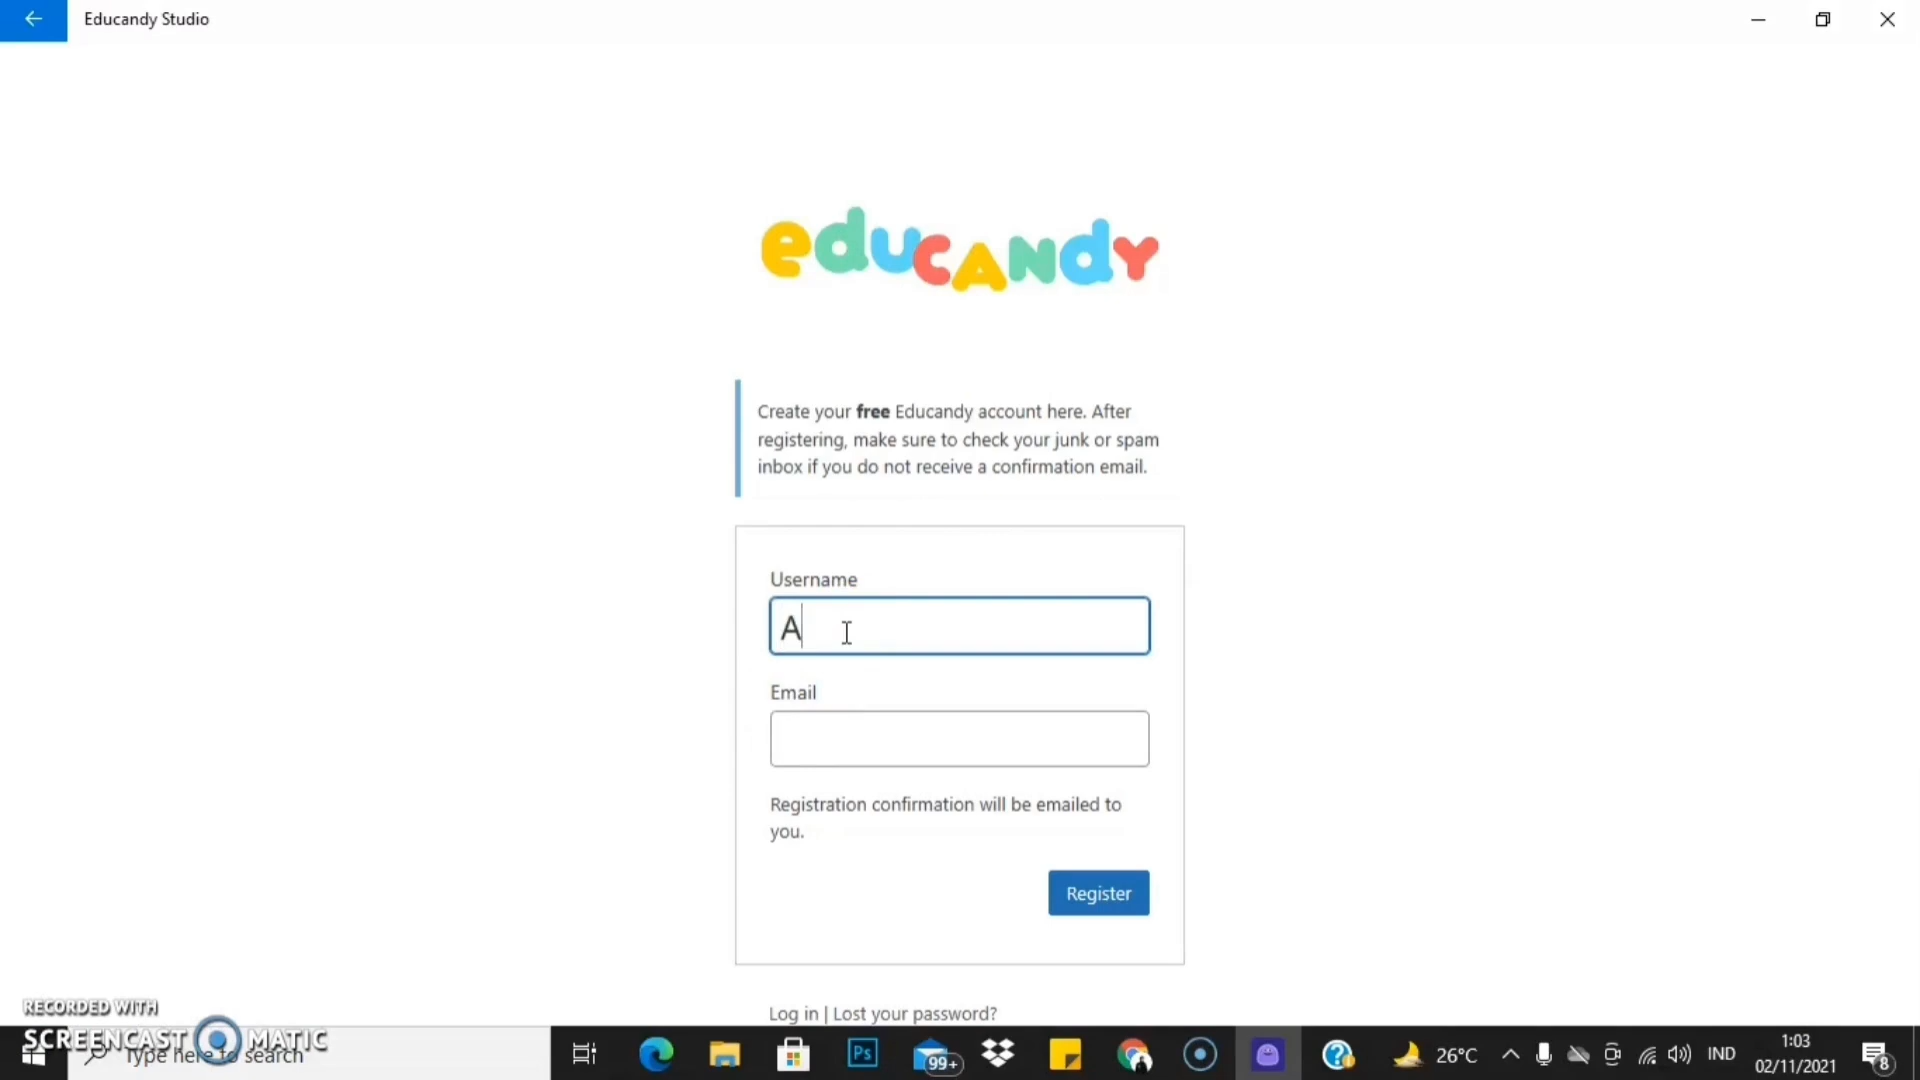 Educandy Studio
educandy
Create your free Educandy account here. After
registering, make sure to check your junk or spam
inbox if you do not receive a confirmation email.
Username
A
Email
Registration confirmation will be emailed to
you.
Register
Log in | Lost your password?
RECORDED WITH
SCREENCAST MATIC
Type here to search
Ps
99+
26°C
IND
1:03
02/11/2021
8